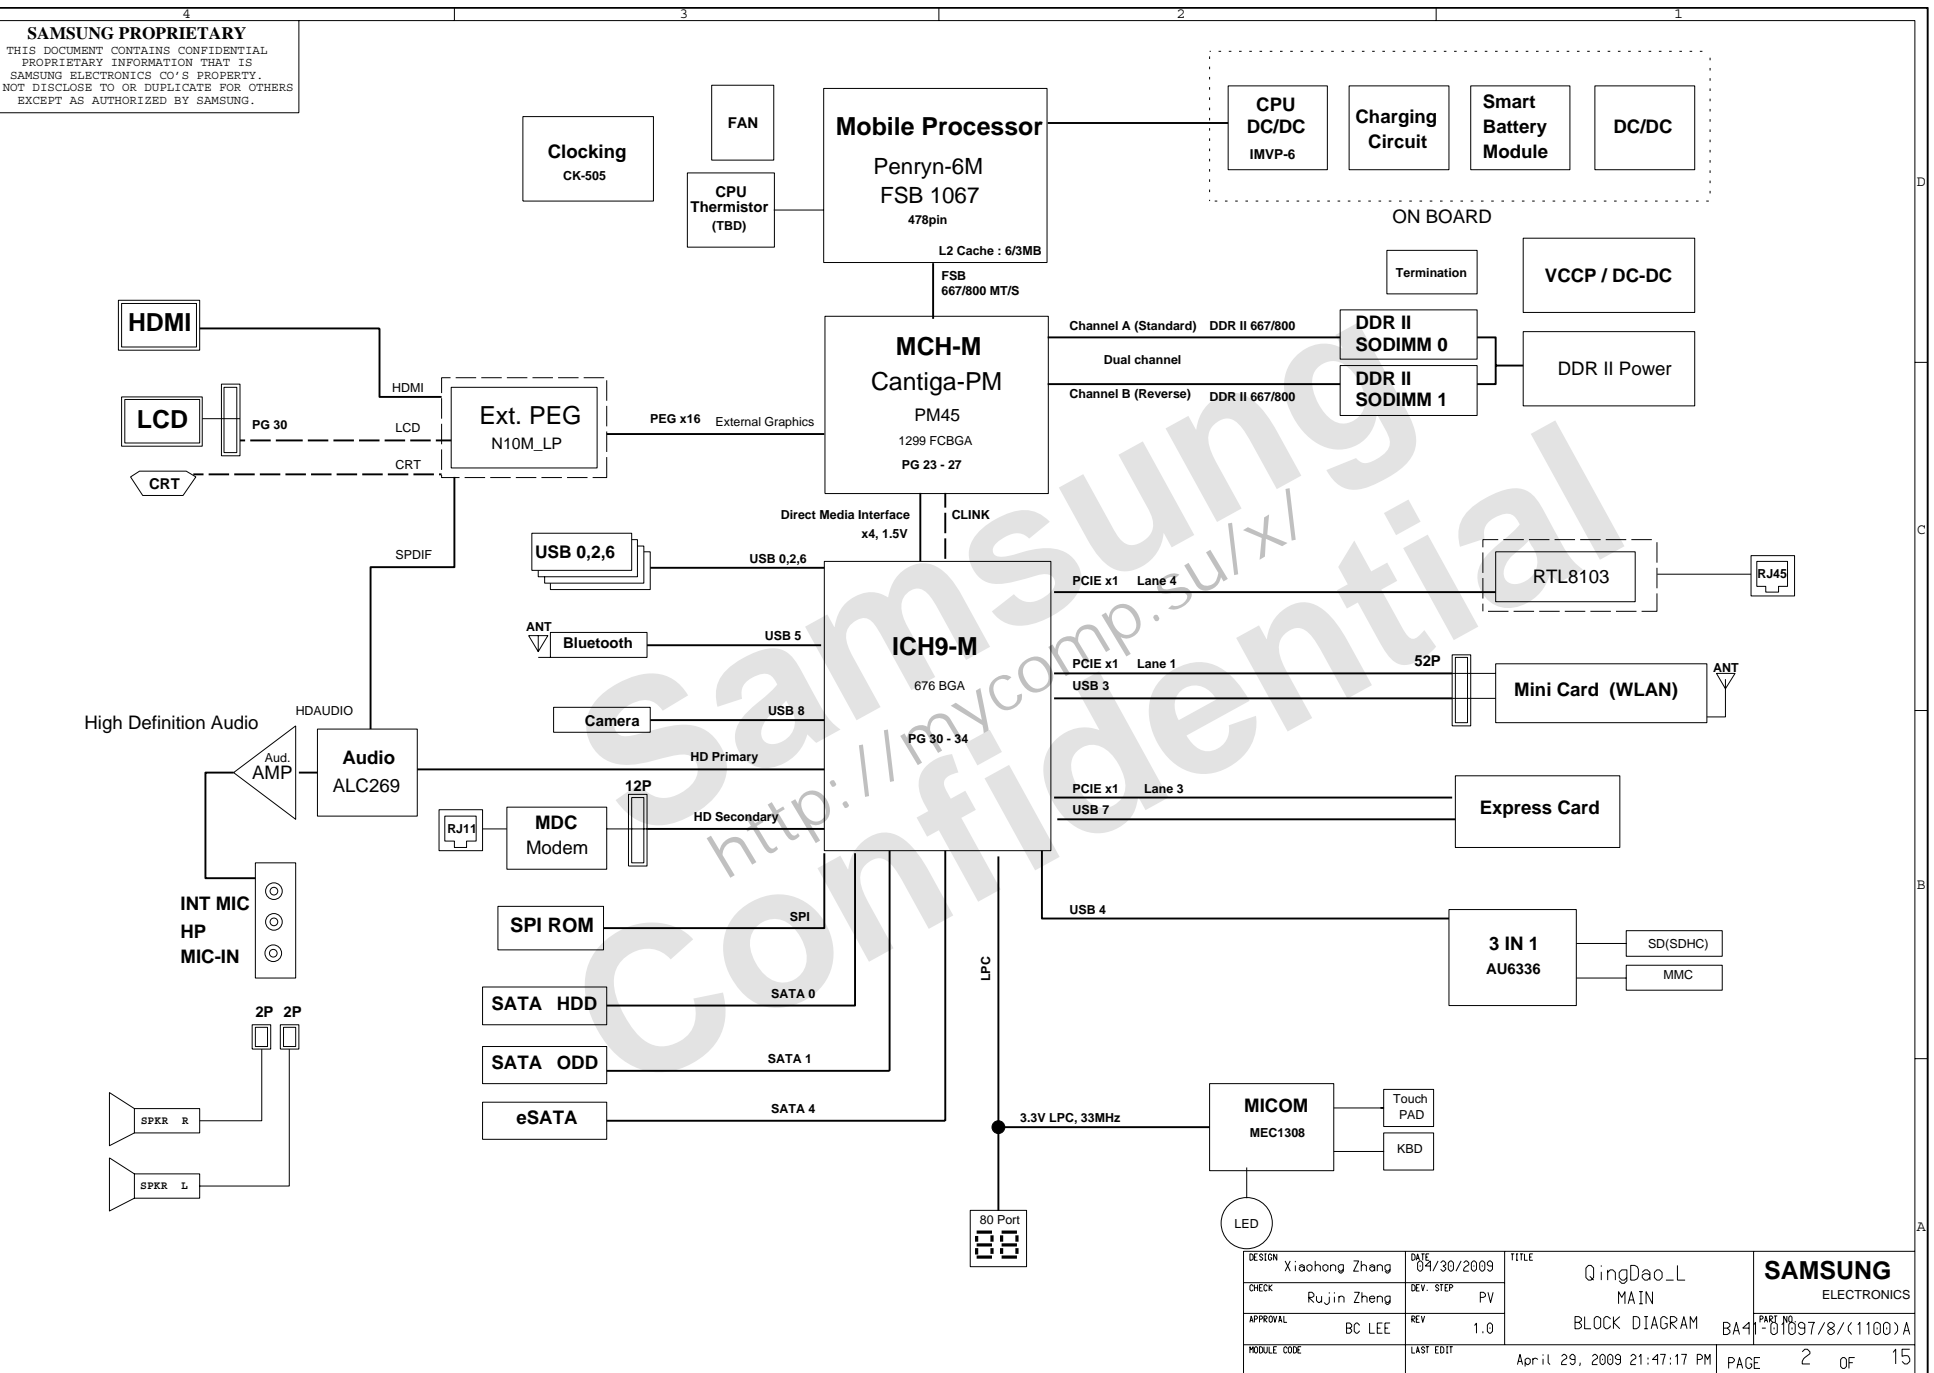 4 3 2 1
SAMSUNG PROPRIETARY
THIS DOCUMENT CONTAINS CONFIDENTIAL
PROPRIETARY INFORMATION THAT IS
SAMSUNG ELECTRONICS CO'S PROPERTY.
NOT DISCLOSE TO OR DUPLICATE FOR OTHERS
EXCEPT AS AUTHORIZED BY SAMSUNG.
Clocking
CK-505
FAN
CPU
Thermistor
(TBD)
Mobile Processor
Penryn-6M
FSB 1067
478pin
L2 Cache : 6/3MB
CPU
DC/DC
IMVP-6
Charging
Circuit
Smart
Battery
Module
DC/DC
ON BOARD
D
FSB
667/800 MT/S
Termination
VCCP / DC-DC
HDMI
LCD
CRT
PG 30
HDMI
LCD
CRT
Ext. PEG
N10M_LP
PEG x16 External Graphics
MCH-M
Cantiga-PM
PM45
1299 FCBGA
PG 23 - 27
Channel A (Standard) DDR II 667/800
Dual channel
Channel B (Reverse) DDR II 667/800
DDR II
SODIMM 0
DDR II
SODIMM 1
DDR II Power
Direct Media Interface
x4, 1.5V
CLINK
C
SPDIF
USB 0,2,6
USB 0,2,6
ANT
Bluetooth
USB 5
Camera
USB 8
ICH9-M
676 BGA
PG 30 - 34
PCIE x1 Lane 4
RTL8103
RJ45
PCIE x1 Lane 1
USB 3
52P
Mini Card (WLAN)
ANT
PCIE x1 Lane 3
USB 7
Express Card
High Definition Audio
HDAUDIO
Aud.
AMP
Audio
ALC269
HD Primary
12P
RJ11
MDC
Modem
HD Secondary
INT MIC
HP
MIC-IN
SPI ROM
SPI
SATA HDD
SATA 0
SATA ODD
SATA 1
eSATA
SATA 4
LPC
B
USB 4
3 IN 1
AU6336
SD(SDHC)
MMC
2P 2P
SPKR R
SPKR L
3.3V LPC, 33MHz
MICOM
MEC1308
Touch
PAD
KBD
LED
80 Port
88
A
Samsung
Confidential
http://mycomp.su/x/
DESIGN Xiaohong Zhang DATE 04/30/2009 TITLE
CHECK Rujin Zheng DEV. STEP PV
APPROVAL BC LEE REV 1.0
QingDao_L
MAIN
BLOCK DIAGRAM
SAMSUNG
ELECTRONICS
PART NO.
BA41-01097/8/(1100)A
MODULE CODE LAST EDIT April 29, 2009 21:47:17 PM PAGE 2 OF 15